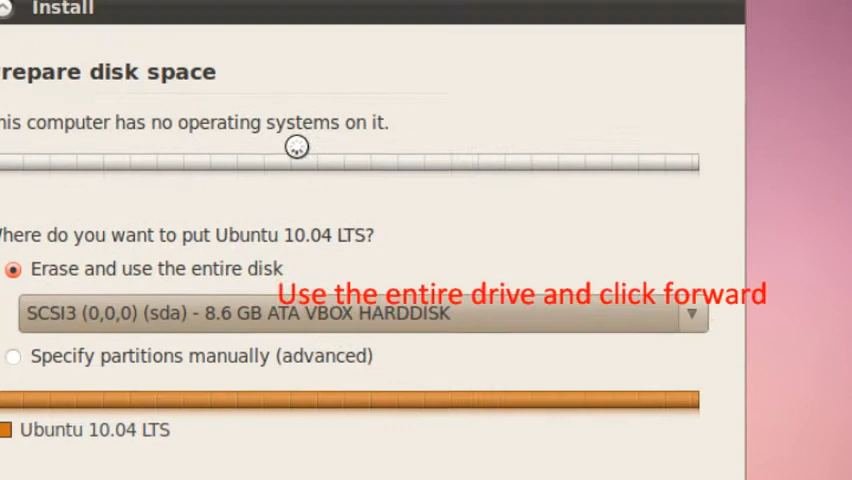 Install
repare disk space
his computer has no operating systems on it.
here do you want to put Ubuntu 10.04 LTS?
Erase and use the entire disk
Use the entire drive and click forward
SCSI3 (0,0,0) (sda) - 8.6 GB ATA VBOX HARDDISK
Specify partitions manually (advanced)
Ubuntu 10.04 LTS